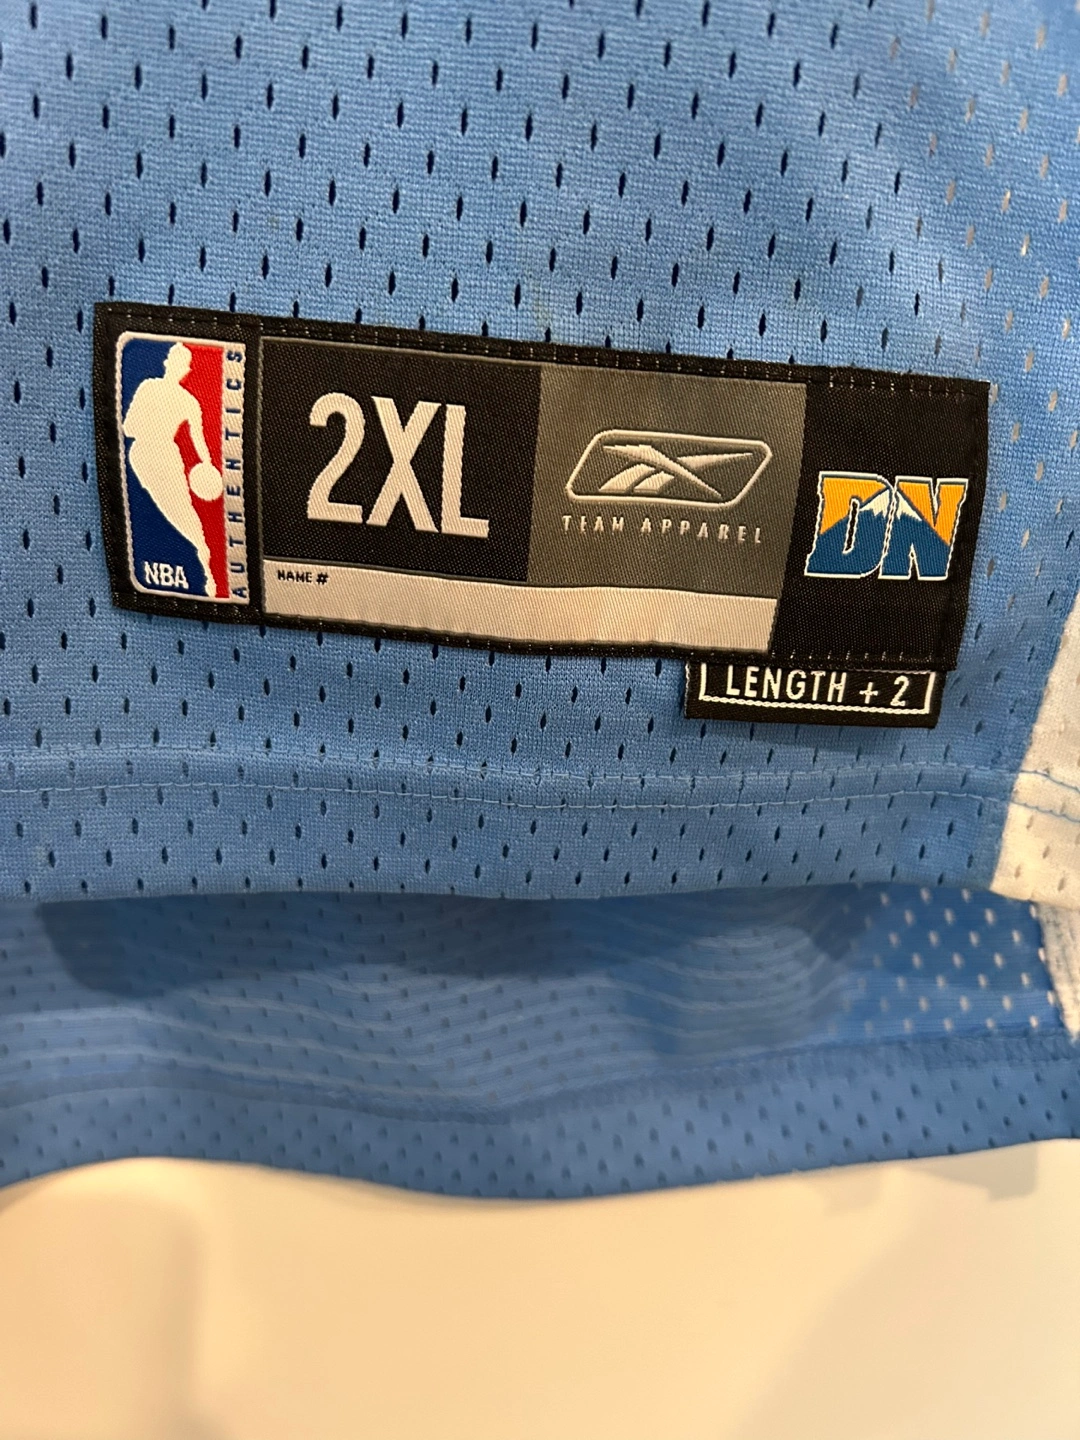 NBA
AUTHENTICS
2XL
TEAM APPAREL
NAME #
DN
LENGTH + 2